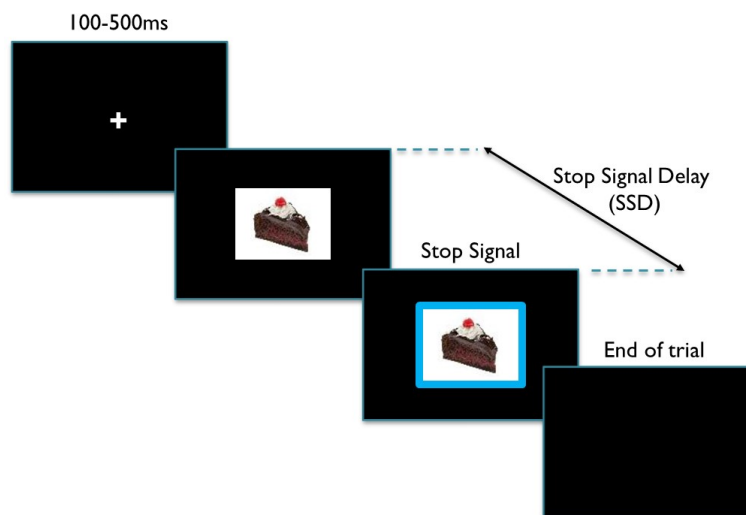 100-500ms
+
Stop Signal Delay
(SSD)
Stop Signal
End of trial